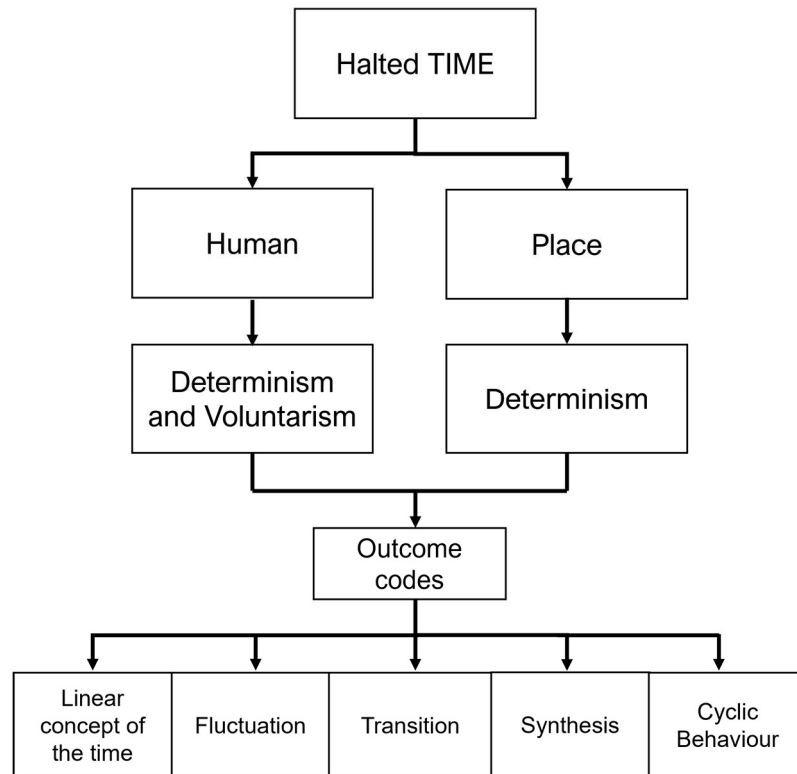 Halted TIME
Human
Place
Determinism
and Voluntarism
Determinism
Outcome
codes
Linear
concept of
the time
Fluctuation
Transition
Synthesis
Cyclic
Behaviour